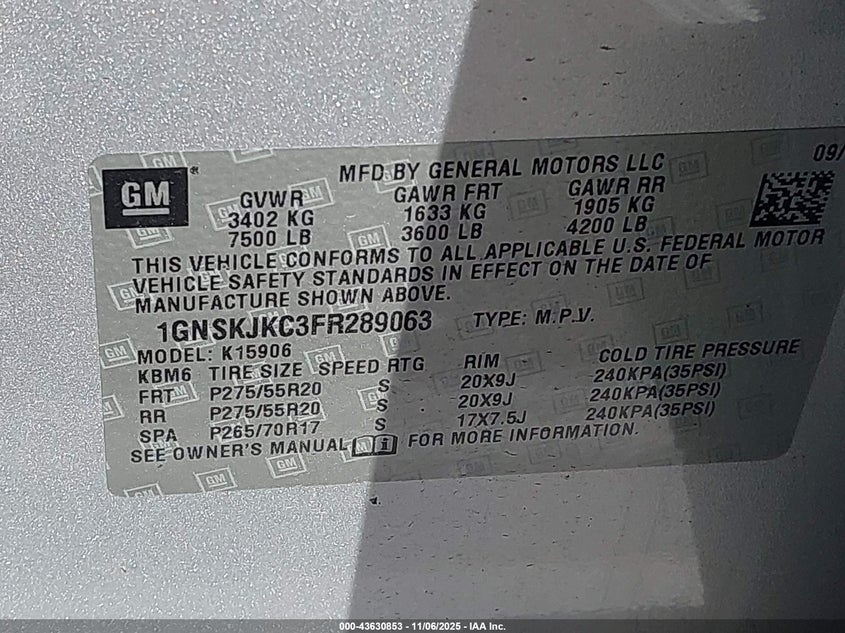 GM
MFD BY GENERAL MOTORS LLC 09/
GVWR GAWR FRT GAWR RR
3402 KG 1633 KG 1905 KG
7500 LB 3600 LB 4200 LB
THIS VEHICLE CONFORMS TO ALL APPLICABLE U.S. FEDERAL MOTOR
VEHICLE SAFETY STANDARDS IN EFFECT ON THE DATE OF
MANUFACTURE SHOWN ABOVE.
1GNSKJKC3FR289063 TYPE: M.P.V.
MODEL: K15906
KBM6 TIRE SIZE SPEED RTG RIM COLD TIRE PRESSURE
FRT P275/55R20 S 20X9J 240KPA(35PSI)
RR P275/55R20 S 20X9J 240KPA(35PSI)
SPA P265/70R17 S 17X7.5J 240KPA(35PSI)
SEE OWNER'S MANUAL i FOR MORE INFORMATION.
000-43630853 - 11/06/2025 - IAA Inc.